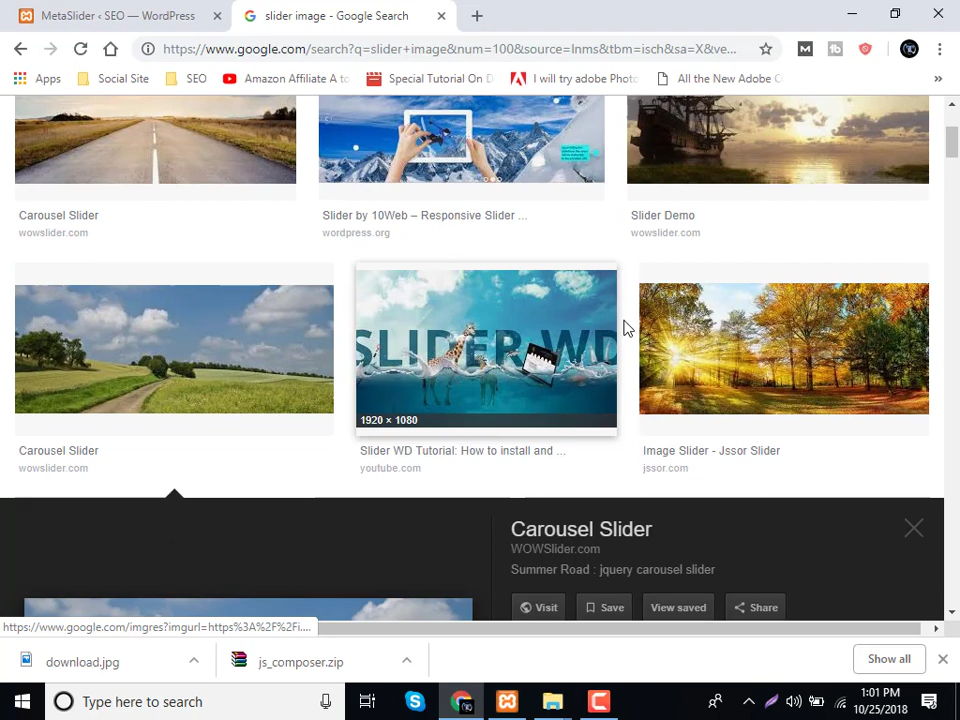 MetaSlider ‹ SEO — WordPress
slider image - Google Search
https://www.google.com/search?q=slider+image&num=100&source=lnms&tbm=isch&sa=X&ve...
M
tb
Apps
Social Site
SEO
Amazon Affiliate A to
Special Tutorial On D
I will try adobe Photo
All the New Adobe C
»
Carousel Slider
wowslider.com
Slider by 10Web – Responsive Slider ...
wordpress.org
Slider Demo
wowslider.com
SLIDER WD
1920 × 1080
Carousel Slider
wowslider.com
Slider WD Tutorial: How to install and ...
youtube.com
Image Slider - Jssor Slider
jssor.com
Carousel Slider
WOWSlider.com
Summer Road : jquery carousel slider
Visit
Save
View saved
Share
https://www.google.com/imgres?imgurl=https%3A%2F%2Fi....
download.jpg
js_composer.zip
Show all
Type here to search
1:01 PM
10/25/2018